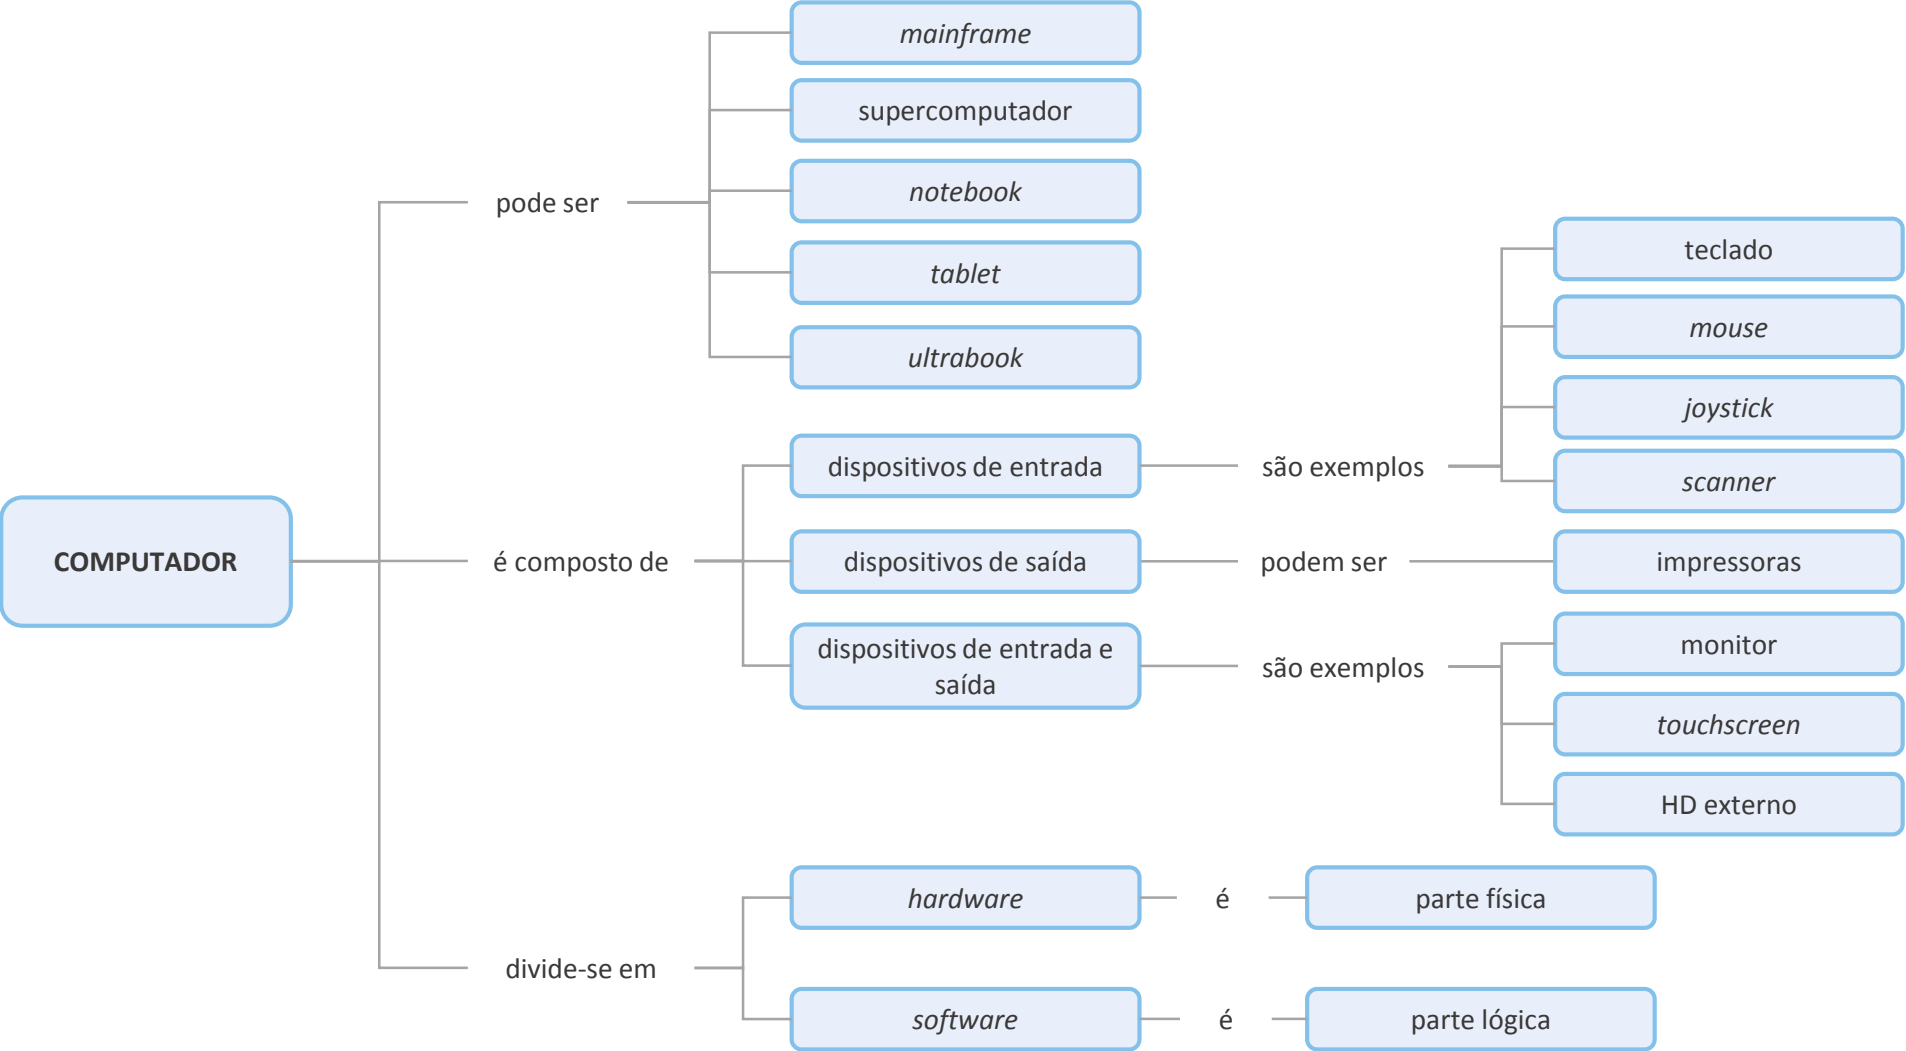 COMPUTADOR
pode ser
mainframe
supercomputador
notebook
tablet
ultrabook
é composto de
dispositivos de entrada
são exemplos
teclado
mouse
joystick
scanner
dispositivos de saída
podem ser
impressoras
dispositivos de entrada e
saída
são exemplos
monitor
touchscreen
HD externo
divide-se em
hardware
é
parte física
software
é
parte lógica